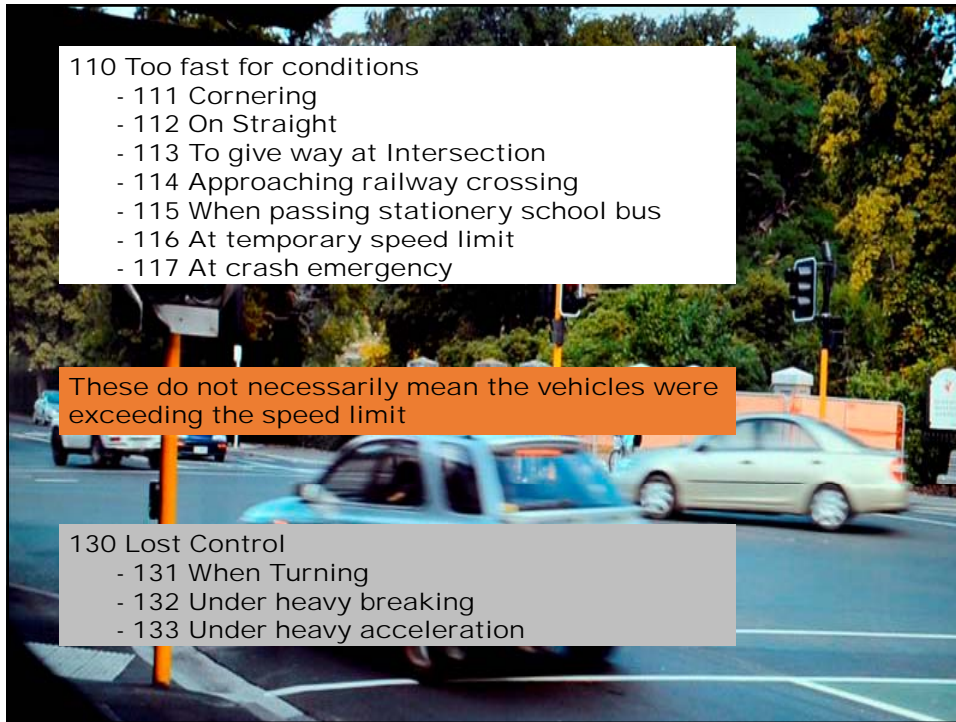 110 Too fast for conditions
- 111 Cornering
- 112 On Straight
- 113 To give way at Intersection
- 114 Approaching railway crossing
- 115 When passing stationery school bus
- 116 At temporary speed limit
- 117 At crash emergency
These do not necessarily mean the vehicles were
exceeding the speed limit
130 Lost Control
- 131 When Turning
- 132 Under heavy breaking
- 133 Under heavy acceleration